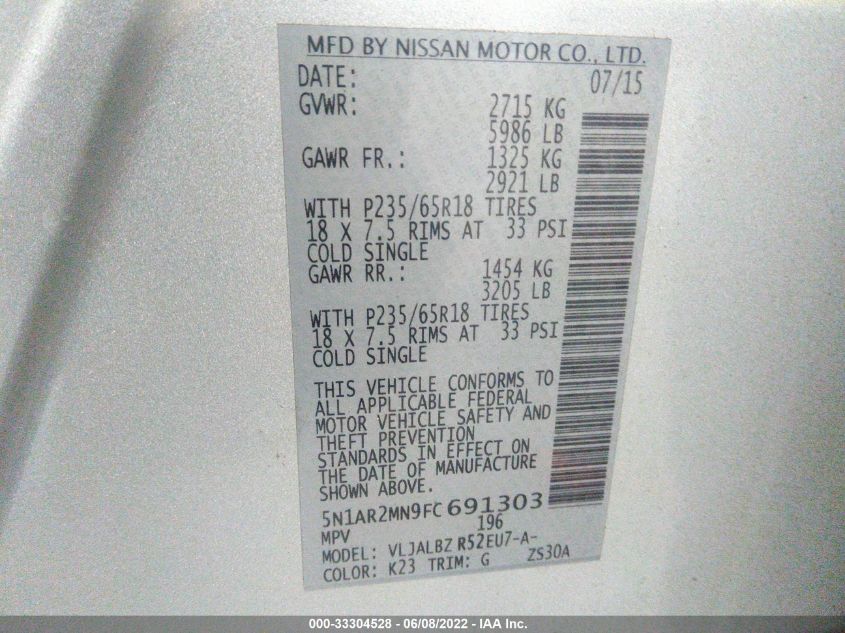 MFD BY NISSAN MOTOR CO., LTD.
DATE: 07/15
GVWR: 2715 KG
5986 LB
GAWR FR.: 1325 KG
2921 LB
WITH P235/65R18 TIRES
18 X 7.5 RIMS AT 33 PSI
COLD SINGLE
GAWR RR.: 1454 KG
3205 LB
WITH P235/65R18 TIRES
18 X 7.5 RIMS AT 33 PSI
COLD SINGLE
THIS VEHICLE CONFORMS TO
ALL APPLICABLE FEDERAL
MOTOR VEHICLE SAFETY AND
THEFT PREVENTION
STANDARDS IN EFFECT ON
THE DATE OF MANUFACTURE
SHOWN ABOVE.
5N1AR2MN9FC691303
MPV 196
MODEL: VLJALBZ R52EU7-A-
COLOR: K23 TRIM: G ZS30A
000-33304528 - 06/08/2022 - IAA Inc.